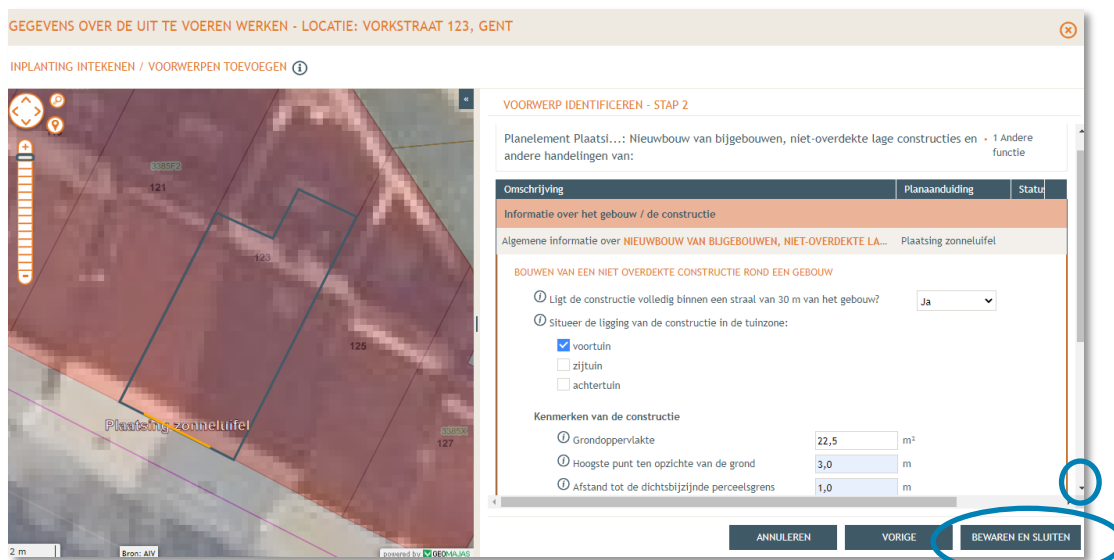 GEGEVENS OVER DE UIT TE VOEREN WERKEN - LOCATIE: VORKSTRAAT 123, GENT
INPLANTING INTEKENEN / VOORWERPEN TOEVOEGEN
121
123
125
127
Plaatsing zonneluifel
2 m
Bron: AIV
powered by GEOMAJAS
VOORWERP IDENTIFICEREN - STAP 2
Planelement Plaatsi...: Nieuwbouw van bijgebouwen, niet-overdekte lage constructies en andere handelingen van:
1 Andere functie
Omschrijving Planaanduiding Statu
Informatie over het gebouw / de constructie
Algemene informatie over NIEUWBOUW VAN BIJGEBOUWEN, NIET-OVERDEKTE LA... Plaatsing zonneluifel
BOUWEN VAN EEN NIET OVERDEKTE CONSTRUCTIE ROND EEN GEBOUW
Ligt de constructie volledig binnen een straal van 30 m van het gebouw? Ja
Situeer de ligging van de constructie in de tuinzone:
voortuin
zijtuin
achtertuin
Kenmerken van de constructie
Grondoppervlakte 22,5 m²
Hoogste punt ten opzichte van de grond 3,0 m
Afstand tot de dichtsbijzijnde perceelsgrens 1,0 m
ANNULEREN VORIGE BEWAREN EN SLUITEN